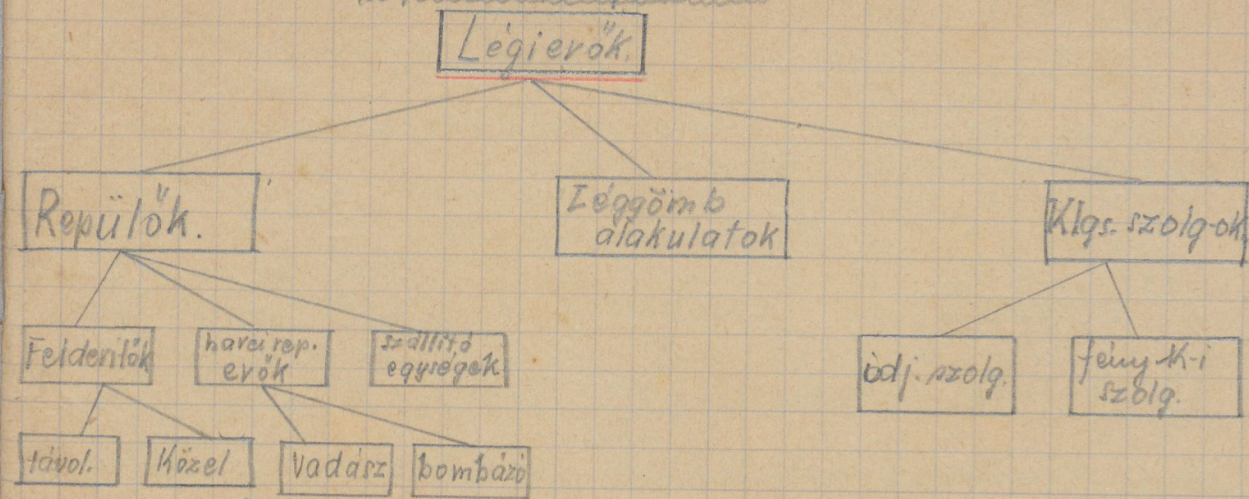 Légierők.
Repülők.
Léggömb
alakulatok
Klgs. szolg-ok
Felderítők
harci rep.
erők
szállító
egységek
idj. szolg.
fény-k-i
szolg.
távol.
Közel
Vadász
bombázó